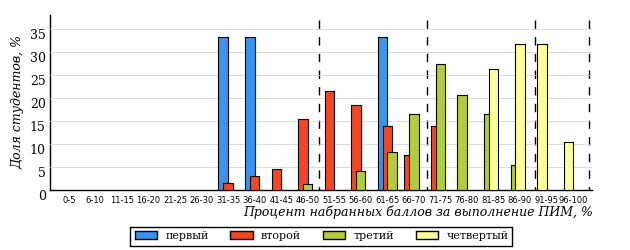 Доля студентов, %
35
30
25
20
15
10
5
0
0-5 6-10 11-15 16-20 21-25 26-30 31-35 36-40 41-45 46-50 51-55 56-60 61-65 66-70 71-75 76-80 81-85 86-90 91-95 96-100
Процент набранных баллов за выполнение ПИМ, %
первый второй третий четвертый